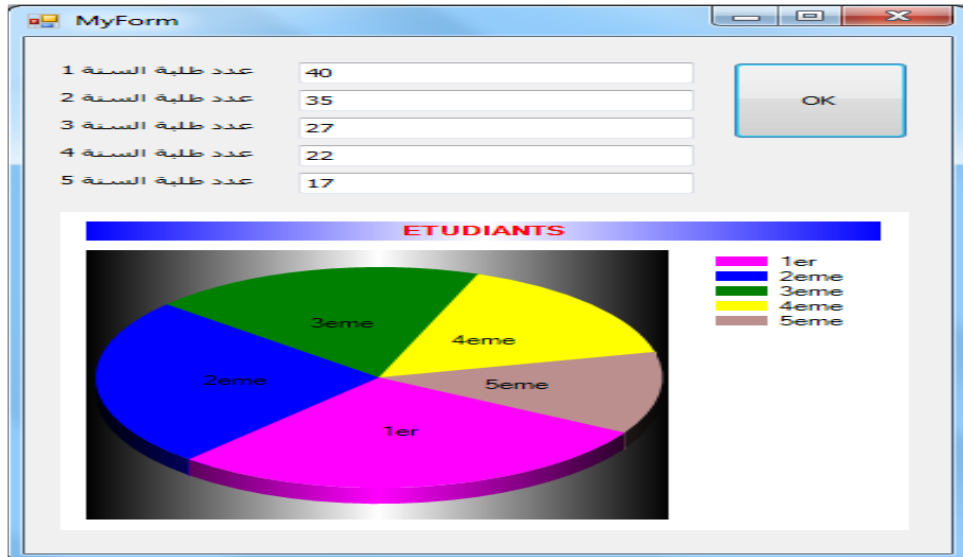 MyForm
عدد طلبة السنة 1
40
عدد طلبة السنة 2
35
OK
عدد طلبة السنة 3
27
عدد طلبة السنة 4
22
عدد طلبة السنة 5
17
ETUDIANTS
1er
2eme
3eme
4eme
5eme
3eme
4eme
2eme
5eme
1er